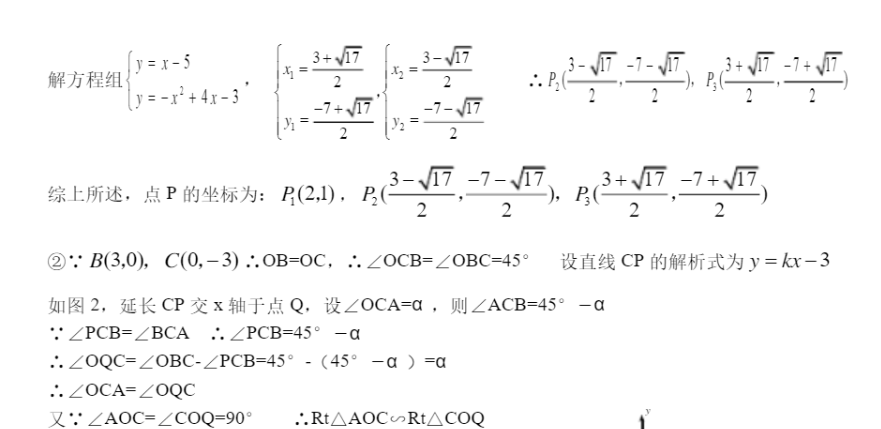 解方程组{y = x − 5, y = −x² + 4x − 3, {x₁ = (3+√17)/2, y₁ = (−7+√17)/2, {x₂ = (3−√17)/2, y₂ = (−7−√17)/2 ∴P₂((3−√17)/2, (−7−√17)/2), P₃((3+√17)/2, (−7+√17)/2)
综上所述，点 P 的坐标为：P₁(2,1)，P₂((3−√17)/2, (−7−√17)/2)，P₃((3+√17)/2, (−7+√17)/2)
②∵ B(3,0)，C(0,−3) ∴OB=OC，∴∠OCB=∠OBC=45° 设直线 CP 的解析式为 y = kx − 3
如图 2，延长 CP 交 x 轴于点 Q，设∠OCA=α，则∠ACB=45° −α
∵∠PCB=∠BCA ∴∠PCB=45° −α
∴∠OQC=∠OBC-∠PCB=45° -（45° −α ）=α
∴∠OCA=∠OQC
又∵∠AOC=∠COQ=90° ∴Rt△AOC∽Rt△COQ
y